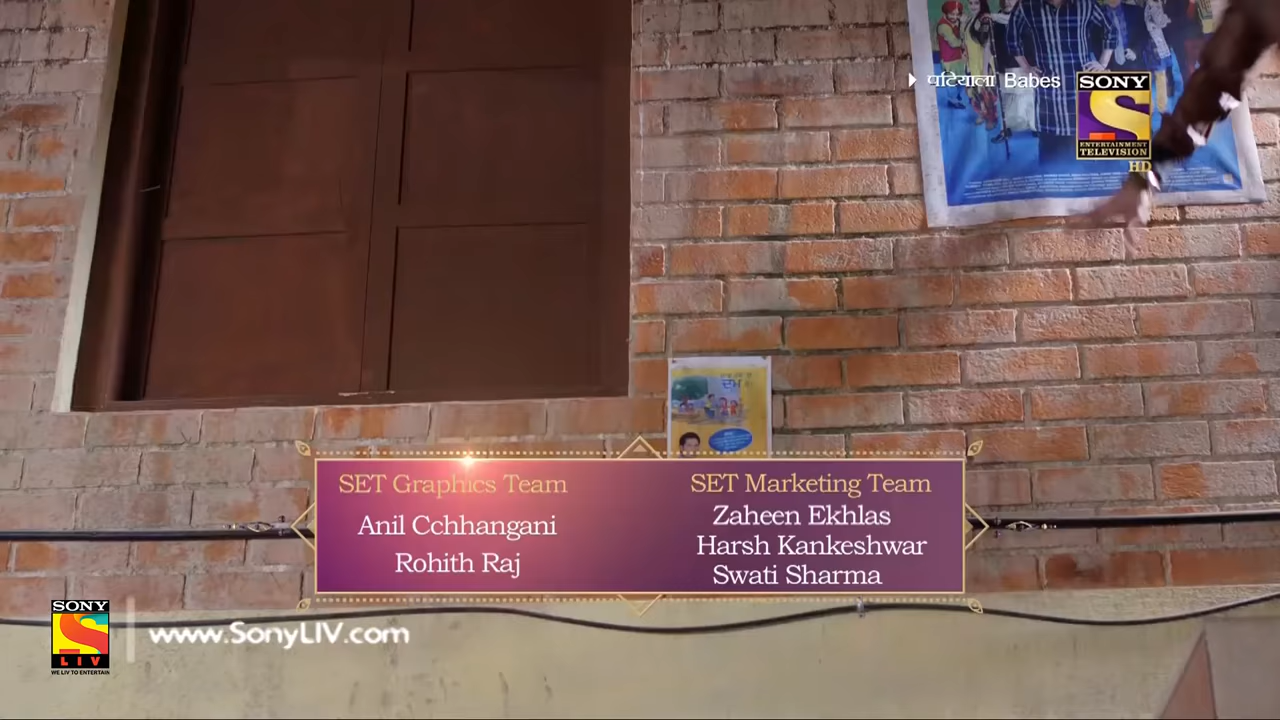 पटियाला Babes
SONY
ENTERTAINMENT
TELEVISION
HD
ਦੰਮ
SET Graphics Team
Anil Cchhangani
Rohith Raj
SET Marketing Team
Zaheen Ekhlas
Harsh Kankeshwar
Swati Sharma
SONY
LIV
WE LIV TO ENTERTAIN
www.SonyLIV.com